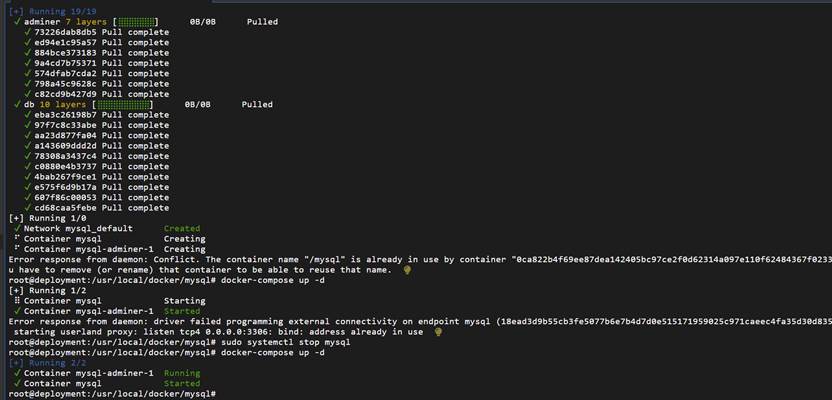 [+] Running 19/19
✓ adminer 7 layers [⣿⣿⣿⣿⣿⣿⣿] 0B/0B Pulled
✓ 73226dab8db5 Pull complete
✓ ed94e1c95a57 Pull complete
✓ 884bce373183 Pull complete
✓ 9a4cd7b75371 Pull complete
✓ 574dfab7cda2 Pull complete
✓ 798a45c9628c Pull complete
✓ c82cd9b427d9 Pull complete
✓ db 10 layers [⣿⣿⣿⣿⣿⣿⣿⣿⣿⣿] 0B/0B Pulled
✓ eba3c26198b7 Pull complete
✓ 97f7c8c33abe Pull complete
✓ aa23d877fa04 Pull complete
✓ a143609ddd2d Pull complete
✓ 78308a3437c4 Pull complete
✓ c0880e4b3737 Pull complete
✓ 4bab267f9ce1 Pull complete
✓ e575f6d9b17a Pull complete
✓ 607f86c00053 Pull complete
✓ cd68caa5febe Pull complete
[+] Running 1/0
✓ Network mysql_default Created
⠋ Container mysql Creating
⠋ Container mysql-adminer-1 Creating
Error response from daemon: Conflict. The container name "/mysql" is already in use by container "0ca822b4f69ee87dea142405bc97ce2f0d62314a097e110f62484367f0233
u have to remove (or rename) that container to be able to reuse that name.
root@deployment:/usr/local/docker/mysql# docker-compose up -d
[+] Running 1/2
⠿ Container mysql Starting
✓ Container mysql-adminer-1 Started
Error response from daemon: driver failed programming external connectivity on endpoint mysql (18ead3d9b55cb3fe5077b6e7b4d7d0e515171959025c971caeec4fa35d30d835
starting userland proxy: listen tcp4 0.0.0.0:3306: bind: address already in use
root@deployment:/usr/local/docker/mysql# sudo systemctl stop mysql
root@deployment:/usr/local/docker/mysql# docker-compose up -d
[+] Running 2/2
✓ Container mysql-adminer-1 Running
✓ Container mysql Started
root@deployment:/usr/local/docker/mysql#